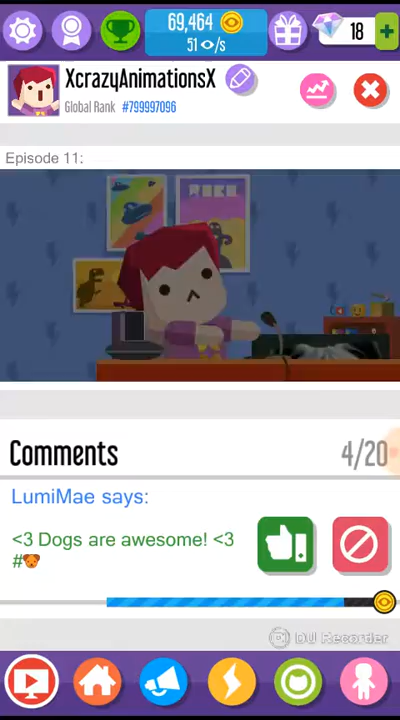 69,464
51 /s
18
XcrazyAnimationsX
Global Rank #799997096
Episode 11:
Comments 4/20
LumiMae says:
<3 Dogs are awesome! <3
#🐶
DU Recorder